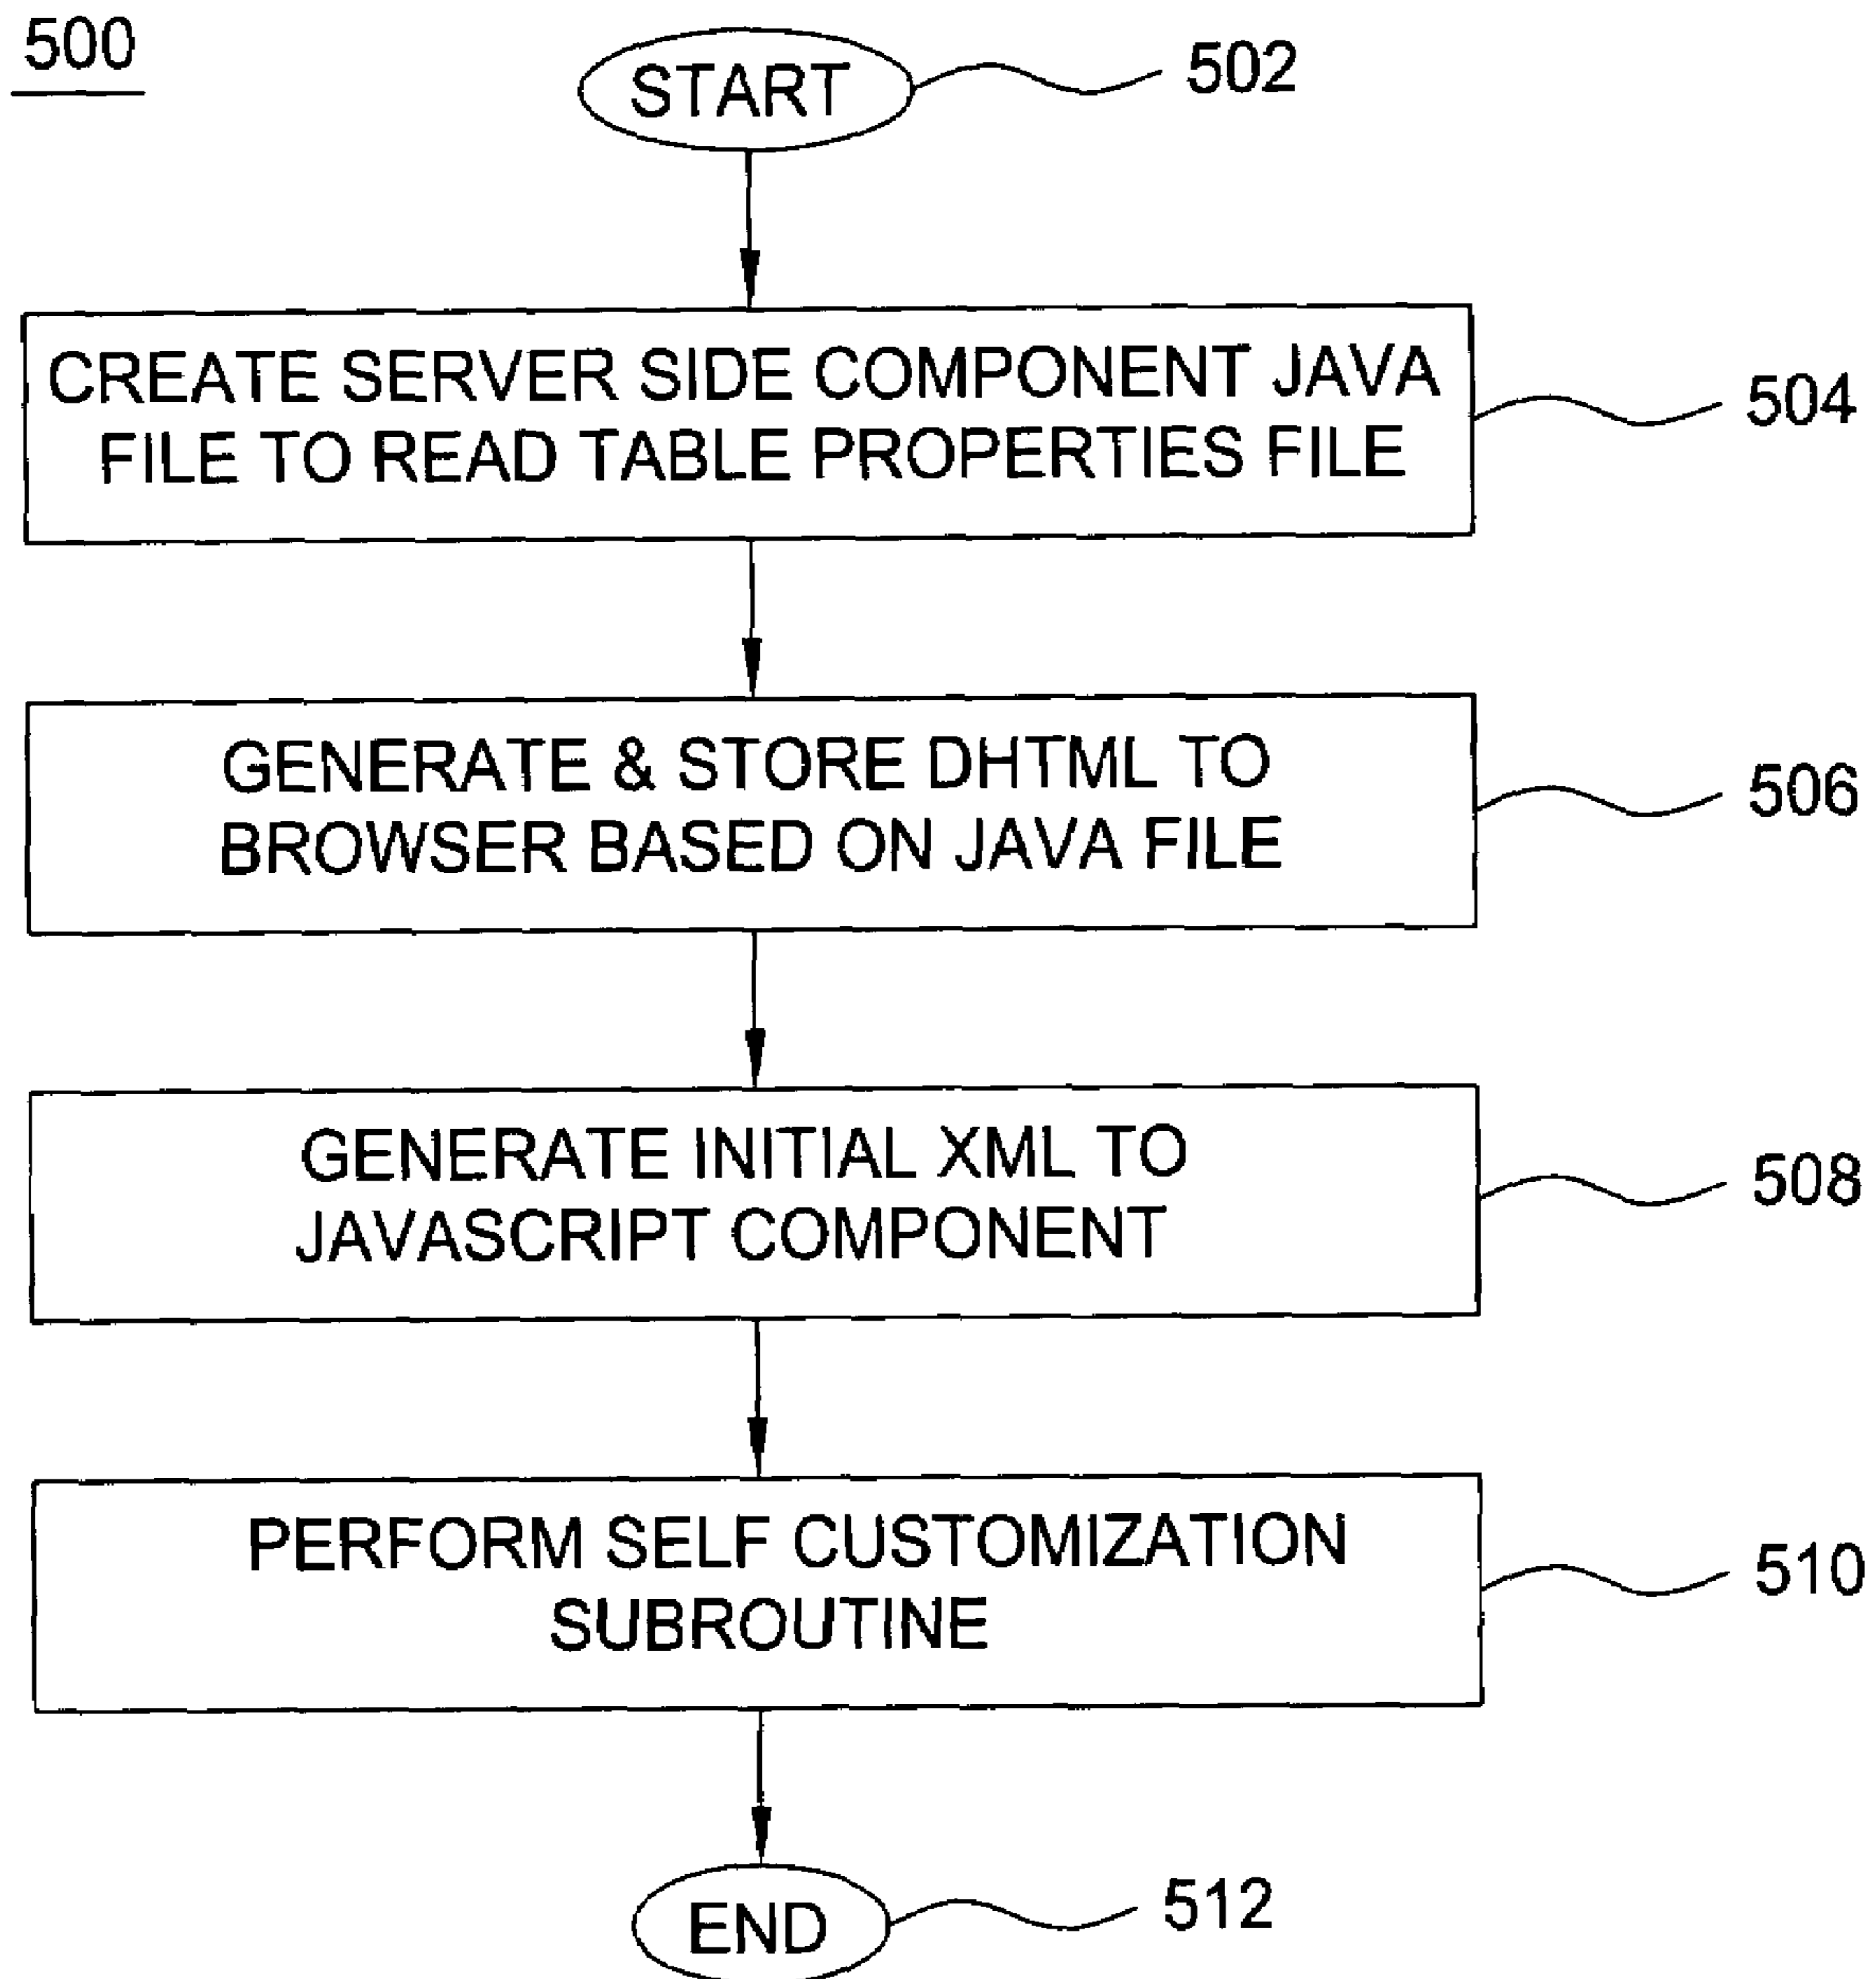 500
START
502
CREATE SERVER SIDE COMPONENT JAVA
FILE TO READ TABLE PROPERTIES FILE
504
GENERATE & STORE DHTML TO
BROWSER BASED ON JAVA FILE
506
GENERATE INITIAL XML TO
JAVASCRIPT COMPONENT
508
PERFORM SELF CUSTOMIZATION
SUBROUTINE
510
END
512